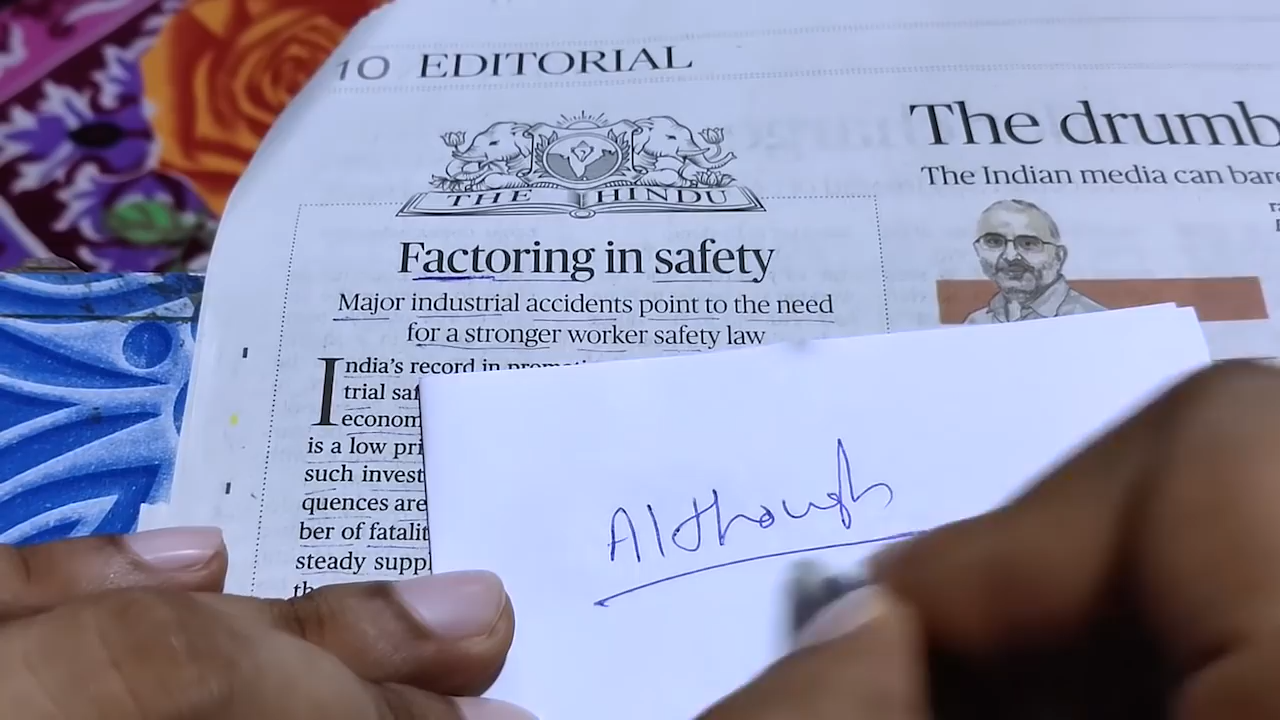 10 EDITORIAL
THE HINDU
Factoring in safety
Major industrial accidents point to the need
for a stronger worker safety law
India's record in
trial saf
econom
is a low pri
such invest
quences are
ber of fatalit
steady suppl
th
The drumb
The Indian media can bare
Although